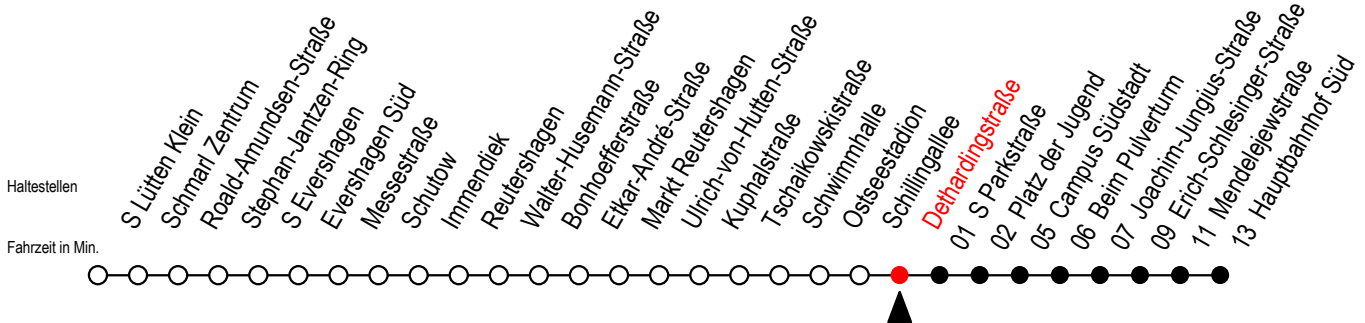 Haltestellen
Fahrzeit in Min.
S Lütten Klein
Schmarl Zentrum
Roald-Amundsen-Straße
Stephan-Jantzen-Ring
S Evershagen
Evershagen Süd
Messestraße
Schutow
Immendiek
Reutershagen
Walter-Husemann-Straße
Bonhoefferstraße
Etkar-André-Straße
Markt Reutershagen
Ulrich-von-Hutten-Straße
Kuphalstraße
Tschaikowskistraße
Schwimmhalle
Ostseestadion
Schillingallee
Dethardingstraße
01 S Parkstraße
02 Platz der Jugend
05 Campus Südstadt
06 Beim Pulverturm
07 Joachim-Jungius-Straße
09 Erich-Schlesinger-Straße
11 Mendelejewstraße
13 Hauptbahnhof Süd